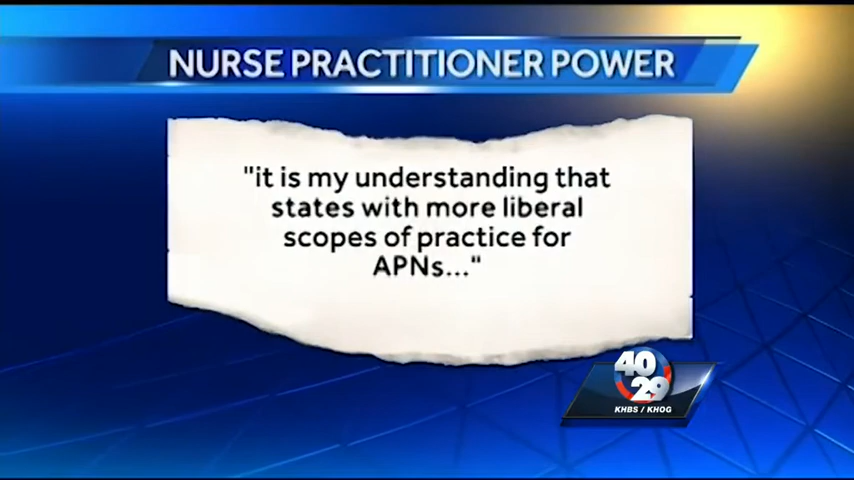 NURSE PRACTITIONER POWER
"it is my understanding that
states with more liberal
scopes of practice for
APNs..."
40
29
KHBS / KHOG